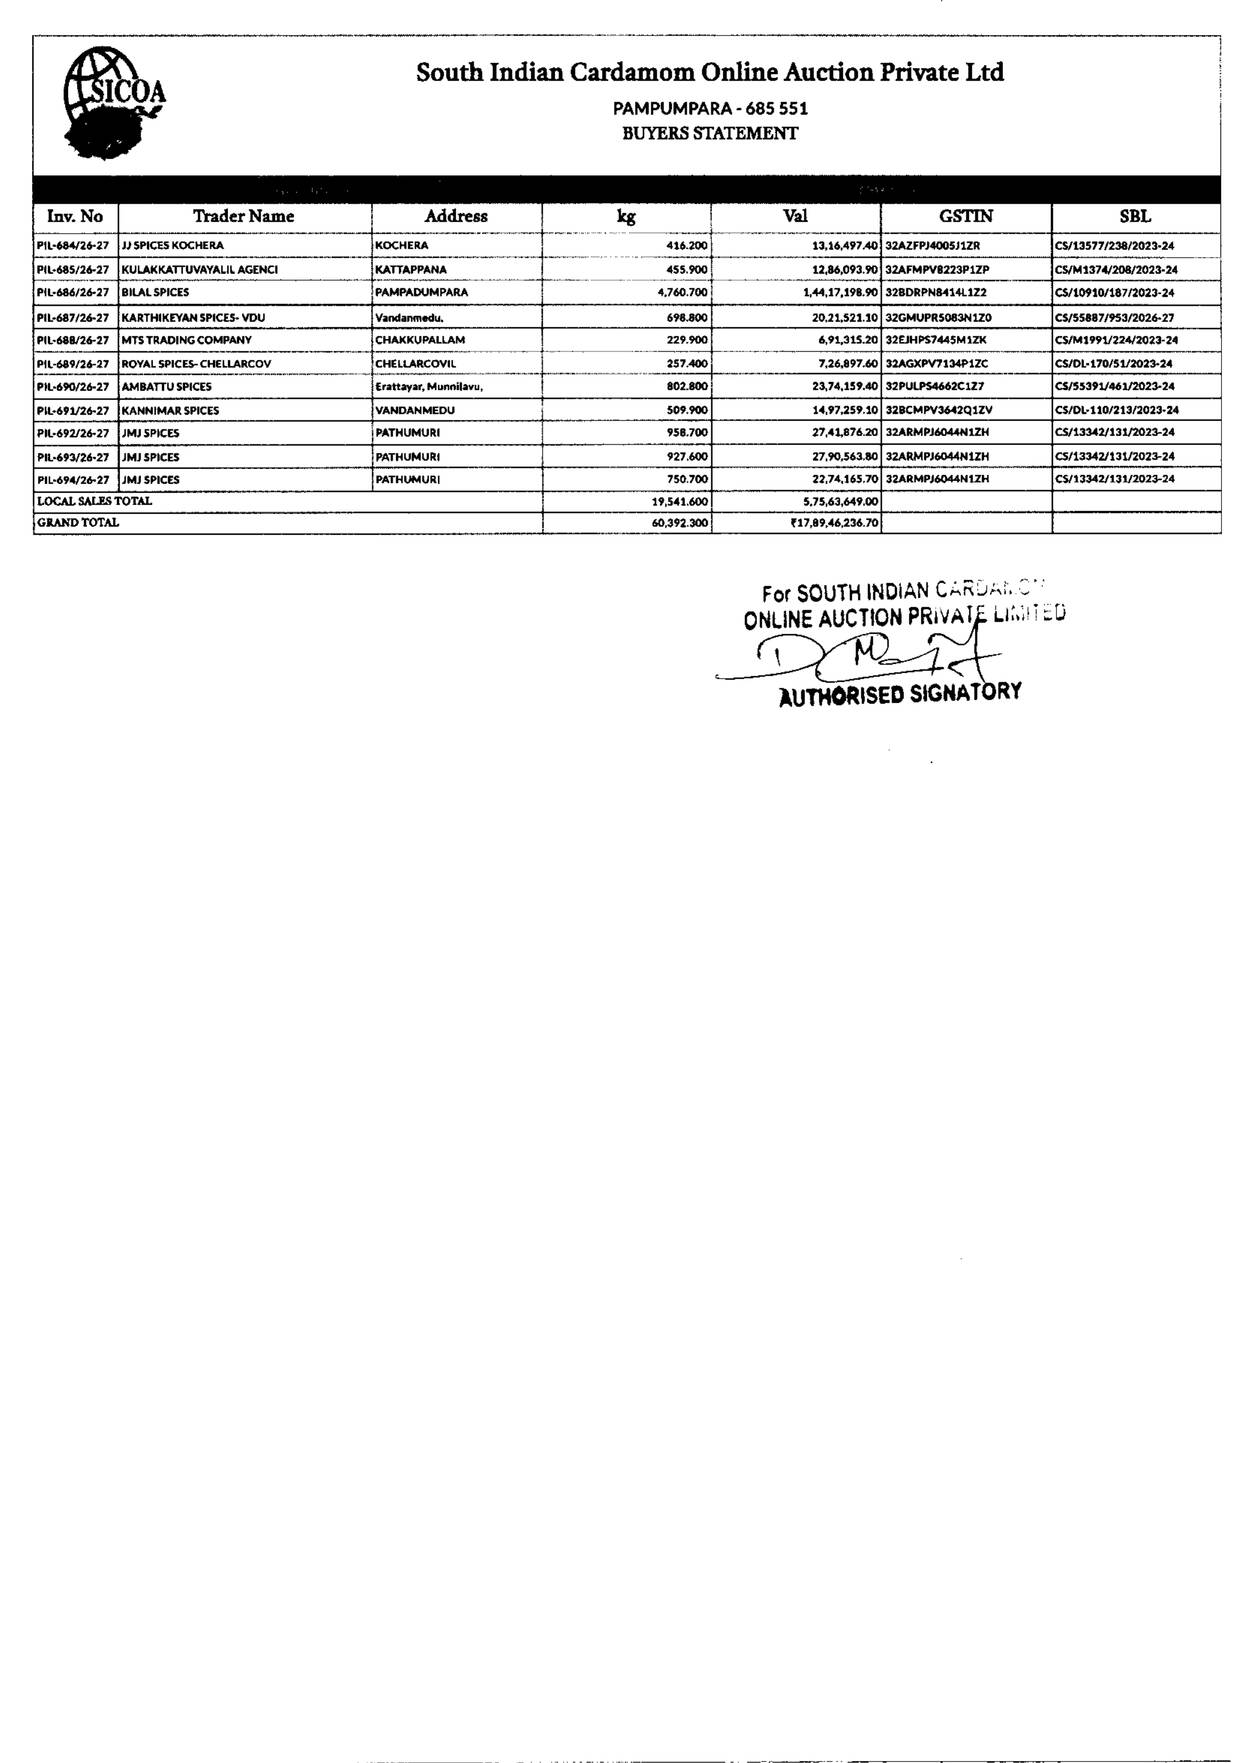 SICOA
South Indian Cardamom Online Auction Private Ltd
PAMPUMPARA - 685 551
BUYERS STATEMENT
Inv. No Trader Name Address kg Val GSTIN SBL
PIL-684/26-27 JJ SPICES KOCHERA KOCHERA 416.200 13,16,497.40 32AZFPJ4005J1ZR CS/13577/238/2023-24
PIL-685/26-27 KULAKKATTUVAYALIL AGENCI KATTAPPANA 455.900 12,86,093.90 32AFMPV8223P1ZP CS/M1374/208/2023-24
PIL-686/26-27 BILAL SPICES PAMPADUMPARA 4,760.700 1,44,17,198.90 32BDRPN8414L1Z2 CS/10910/187/2023-24
PIL-687/26-27 KARTHIKEYAN SPICES- VDU Vandanmedu, 698.800 20,21,521.10 32GMUPR5083N1Z0 CS/55887/953/2026-27
PIL-688/26-27 MTS TRADING COMPANY CHAKKUPALLAM 229.900 6,91,315.20 32EJHPS7445M1ZK CS/M1991/224/2023-24
PIL-689/26-27 ROYAL SPICES- CHELLARCOV CHELLARCOVIL 257.400 7,26,897.60 32AGXPV7134P1ZC CS/DL-170/51/2023-24
PIL-690/26-27 AMBATTU SPICES Erattayar, Munnilavu, 802.800 23,74,159.40 32PULPS4662C1Z7 CS/55391/461/2023-24
PIL-691/26-27 KANNIMAR SPICES VANDANMEDU 509.900 14,97,259.10 32BCMPV3642Q1ZV CS/DL-110/213/2023-24
PIL-692/26-27 JMJ SPICES PATHUMURI 958.700 27,41,876.20 32ARMPJ6044N1ZH CS/13342/131/2023-24
PIL-693/26-27 JMJ SPICES PATHUMURI 927.600 27,90,563.80 32ARMPJ6044N1ZH CS/13342/131/2023-24
PIL-694/26-27 JMJ SPICES PATHUMURI 750.700 22,74,165.70 32ARMPJ6044N1ZH CS/13342/131/2023-24
LOCAL SALES TOTAL 19,541.600 5,75,63,649.00
GRAND TOTAL 60,392.300 ₹17,89,46,236.70
For SOUTH INDIAN CARDAMOM
ONLINE AUCTION PRIVATE LIMITED
AUTHORISED SIGNATORY